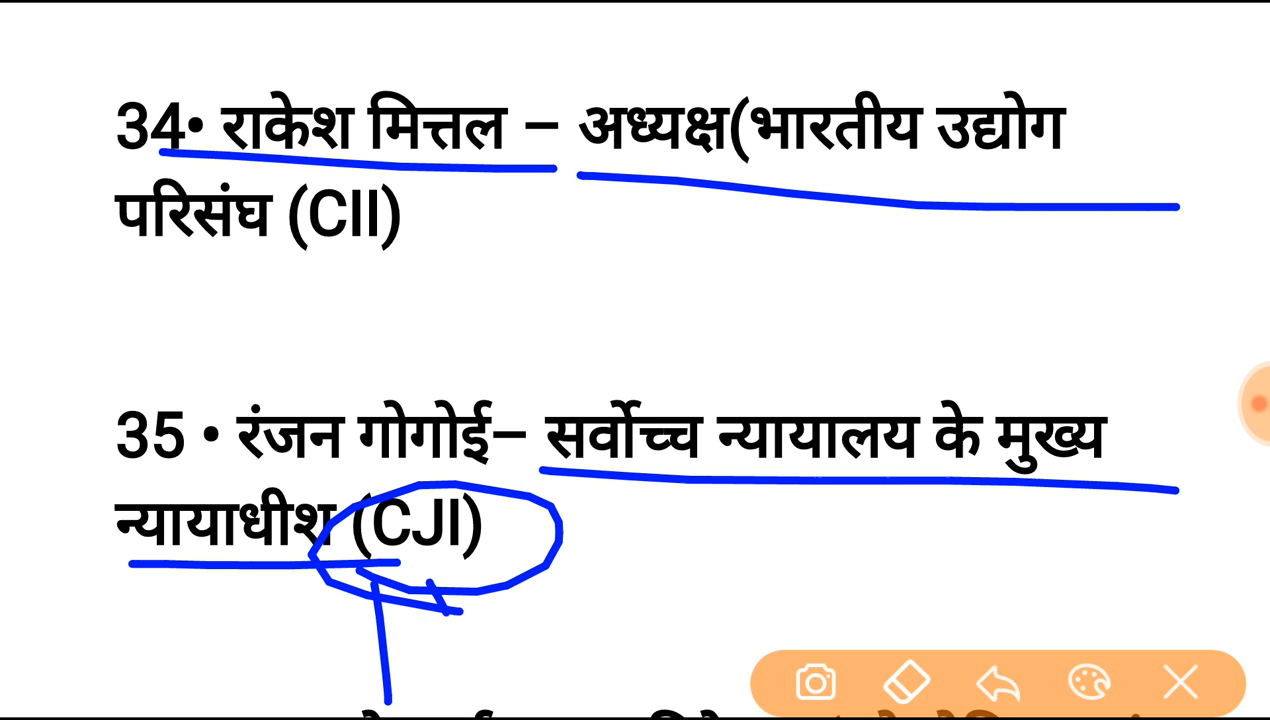 34• राकेश मित्तल – अध्यक्ष(भारतीय उद्योग
परिसंघ (CII)
35 • रंजन गोगोई– सर्वोच्च न्यायालय के मुख्य
न्यायाधीश (CJI)